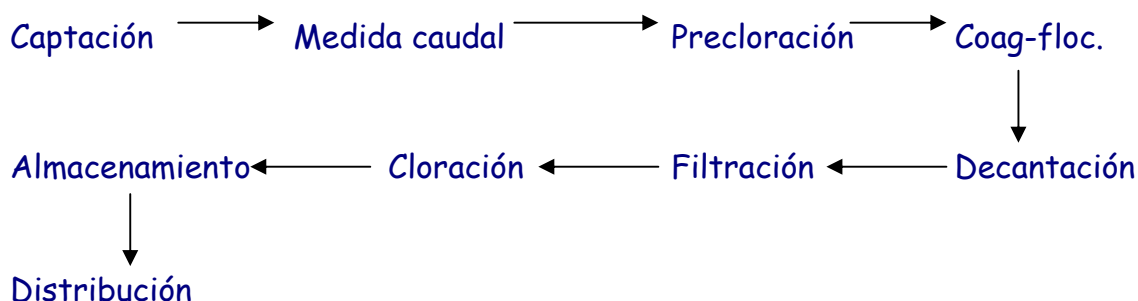 Captación Medida caudal Precloración Coag-floc.
Almacenamiento Cloración Filtración Decantación
Distribución